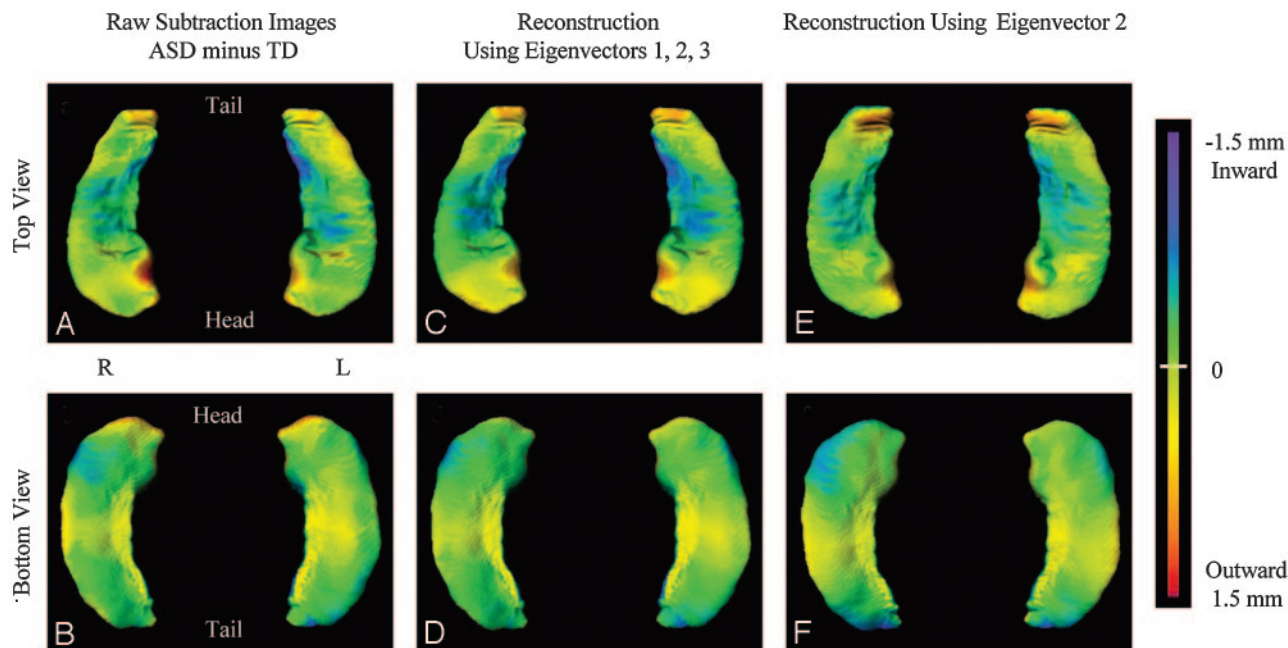 Raw Subtraction Images
ASD minus TD
Reconstruction
Using Eigenvectors 1, 2, 3
Reconstruction Using Eigenvector 2
Top View
Tail
Head
A
C
E
R
L
Bottom View
Head
Tail
B
D
F
-1.5 mm
Inward
0
Outward
1.5 mm